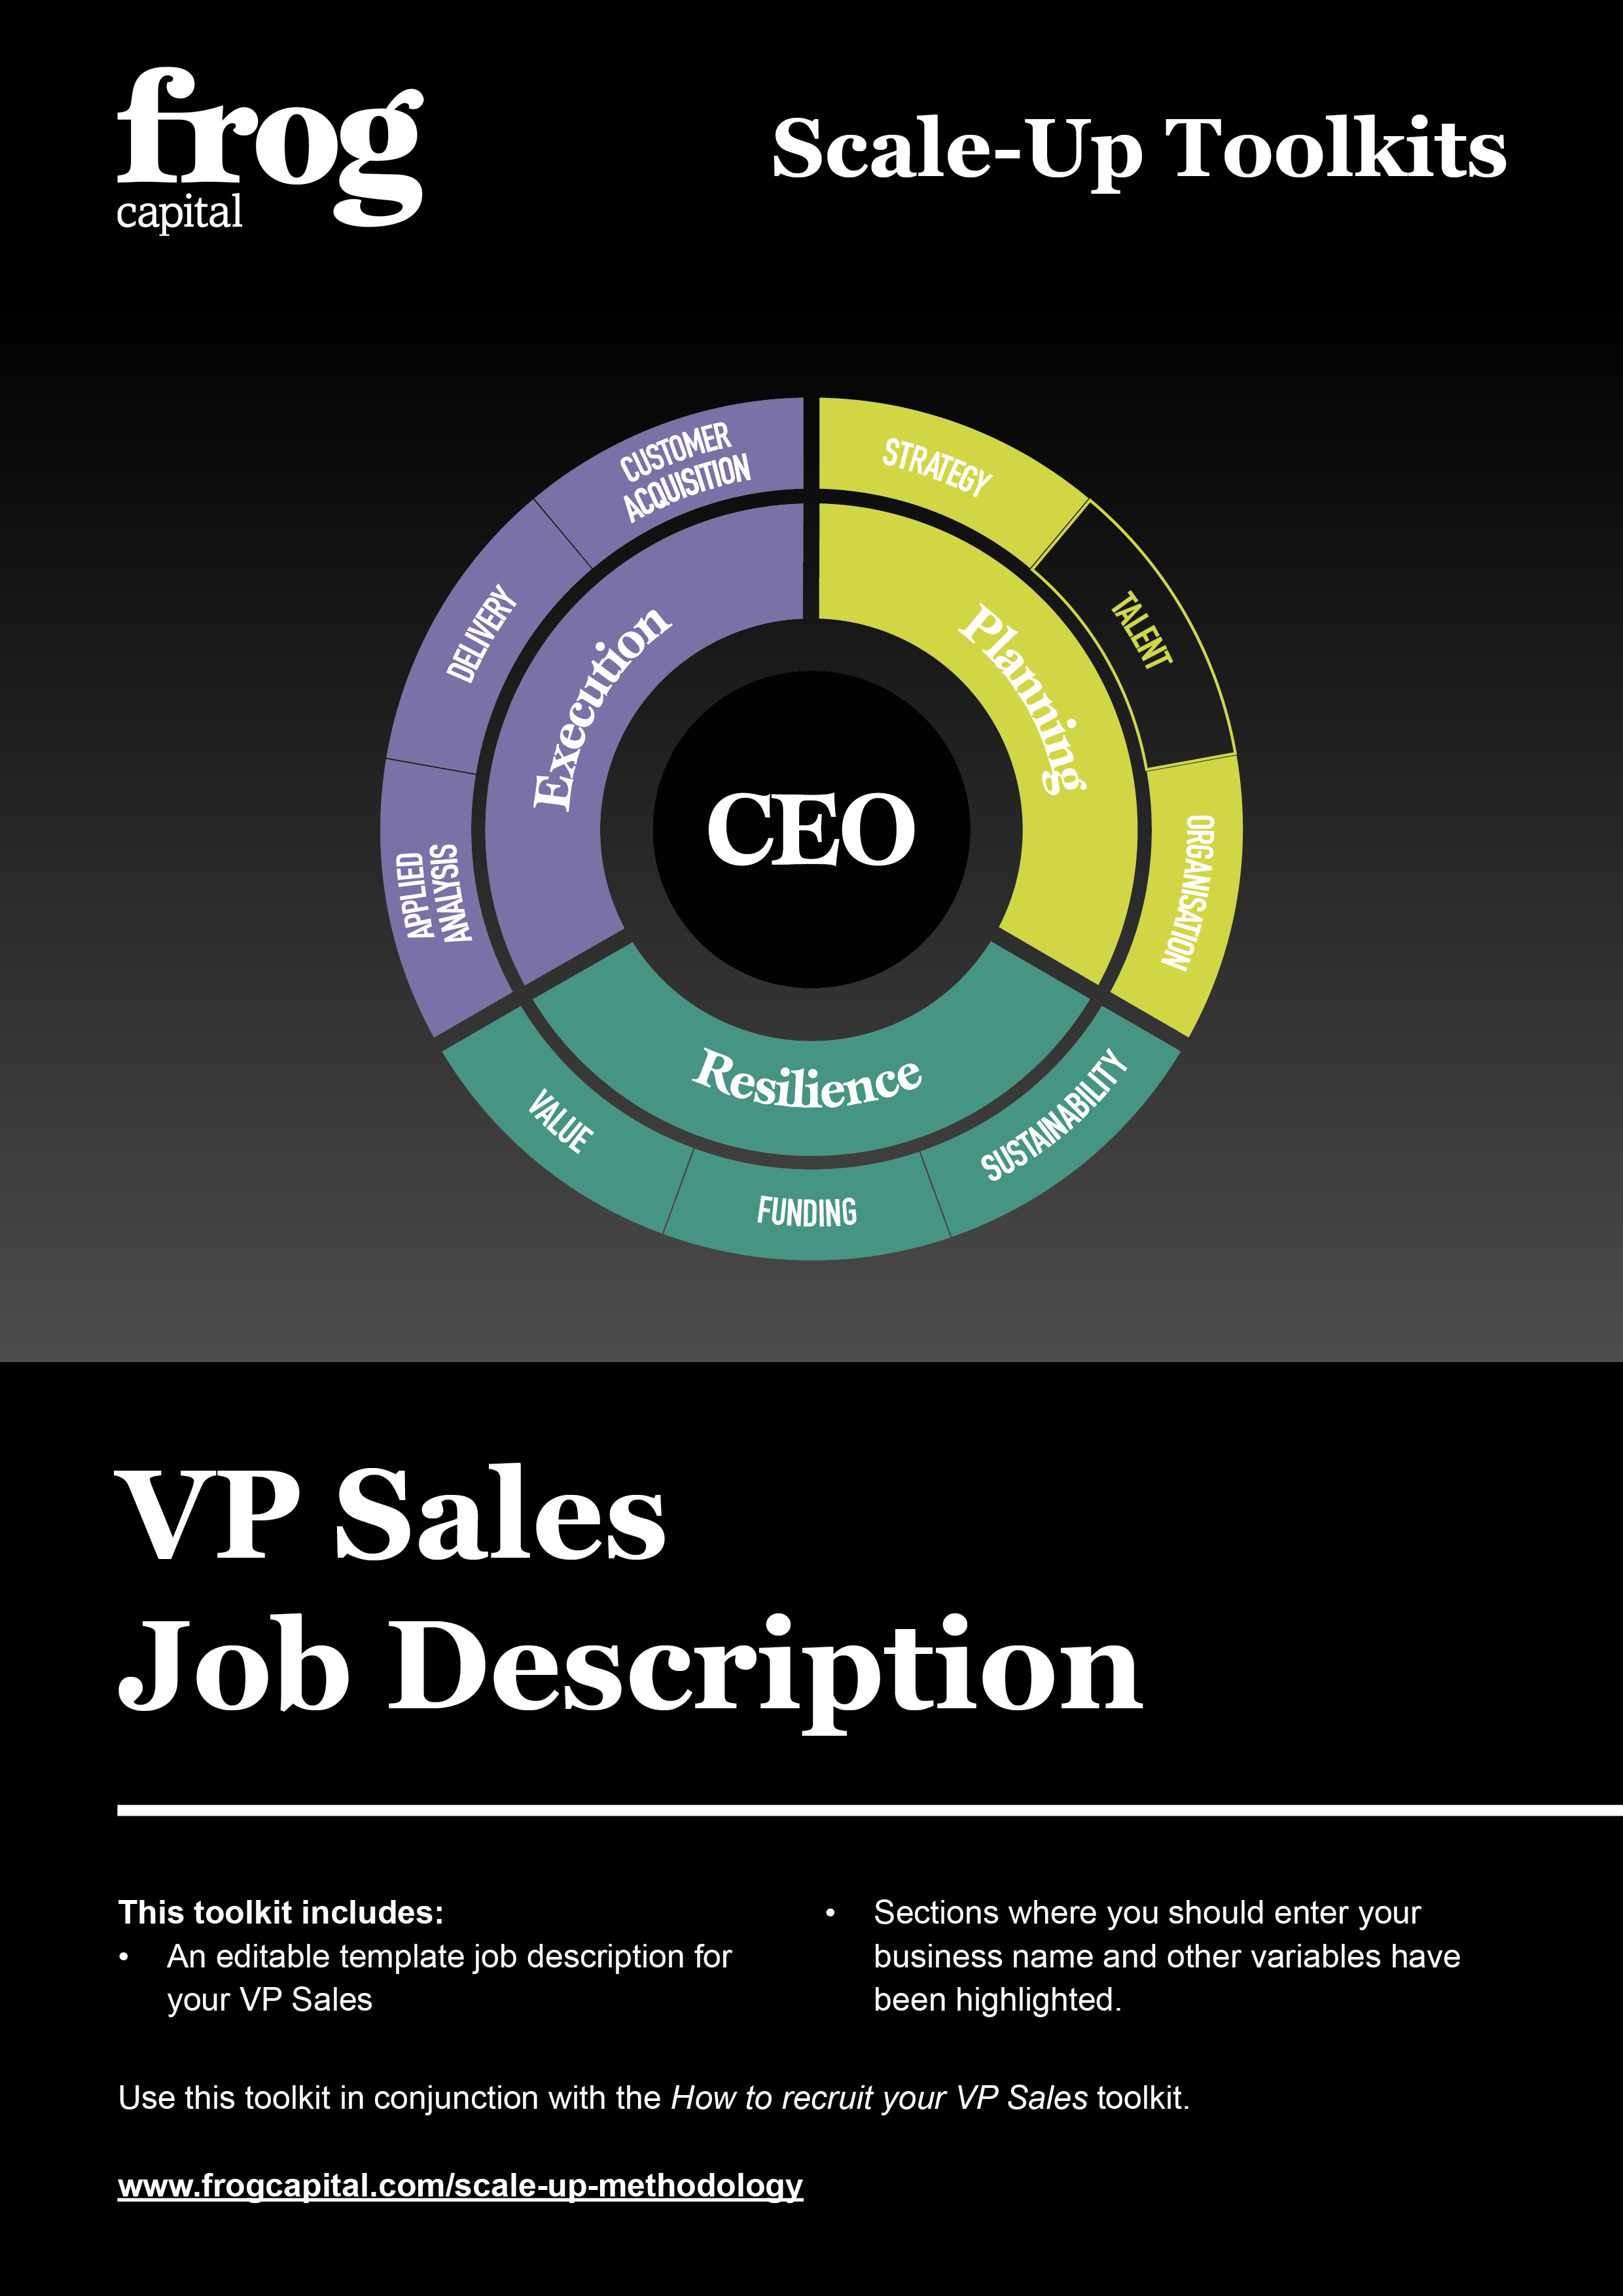 frog
capital
Scale-Up Toolkits
CUSTOMER
ACQUISITION
STRATEGY
DELIVERY
TALENT
Execution
Planning
CEO
APPLIED
ANALYSIS
ORGANISATION
Resilience
VALUE
SUSTAINABILITY
FUNDING
VP Sales
Job Description
This toolkit includes:
• An editable template job description for
your VP Sales
• Sections where you should enter your
business name and other variables have
been highlighted.
Use this toolkit in conjunction with the How to recruit your VP Sales toolkit.
www.frogcapital.com/scale-up-methodology